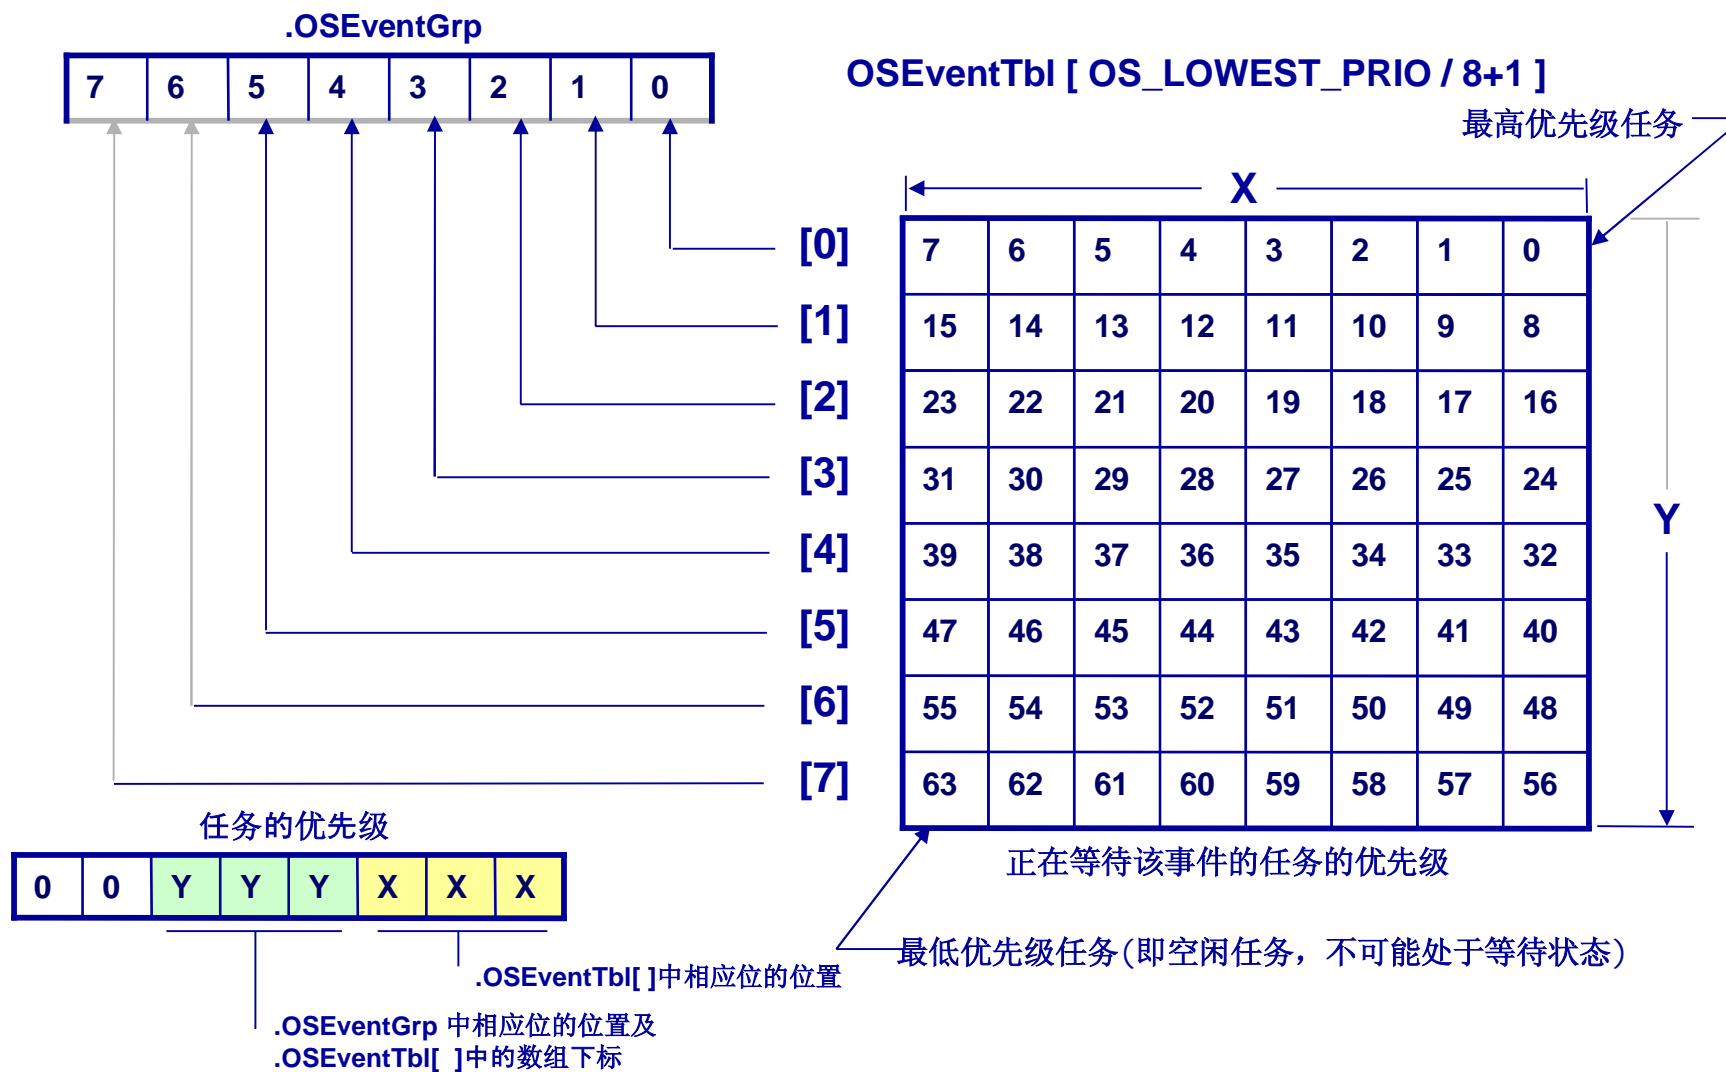 .OSEventGrp
7 6 5 4 3 2 1 0
OSEventTbl [ OS_LOWEST_PRIO / 8+1 ]
最高优先级任务
X
[0] 7 6 5 4 3 2 1 0
[1] 15 14 13 12 11 10 9 8
[2] 23 22 21 20 19 18 17 16
[3] 31 30 29 28 27 26 25 24
Y
[4] 39 38 37 36 35 34 33 32
[5] 47 46 45 44 43 42 41 40
[6] 55 54 53 52 51 50 49 48
[7] 63 62 61 60 59 58 57 56
任务的优先级
0 0 Y Y Y X X X
正在等待该事件的任务的优先级
最低优先级任务(即空闲任务，不可能处于等待状态)
.OSEventTbl[ ]中相应位的位置
.OSEventGrp 中相应位的位置及
.OSEventTbl[ ]中的数组下标